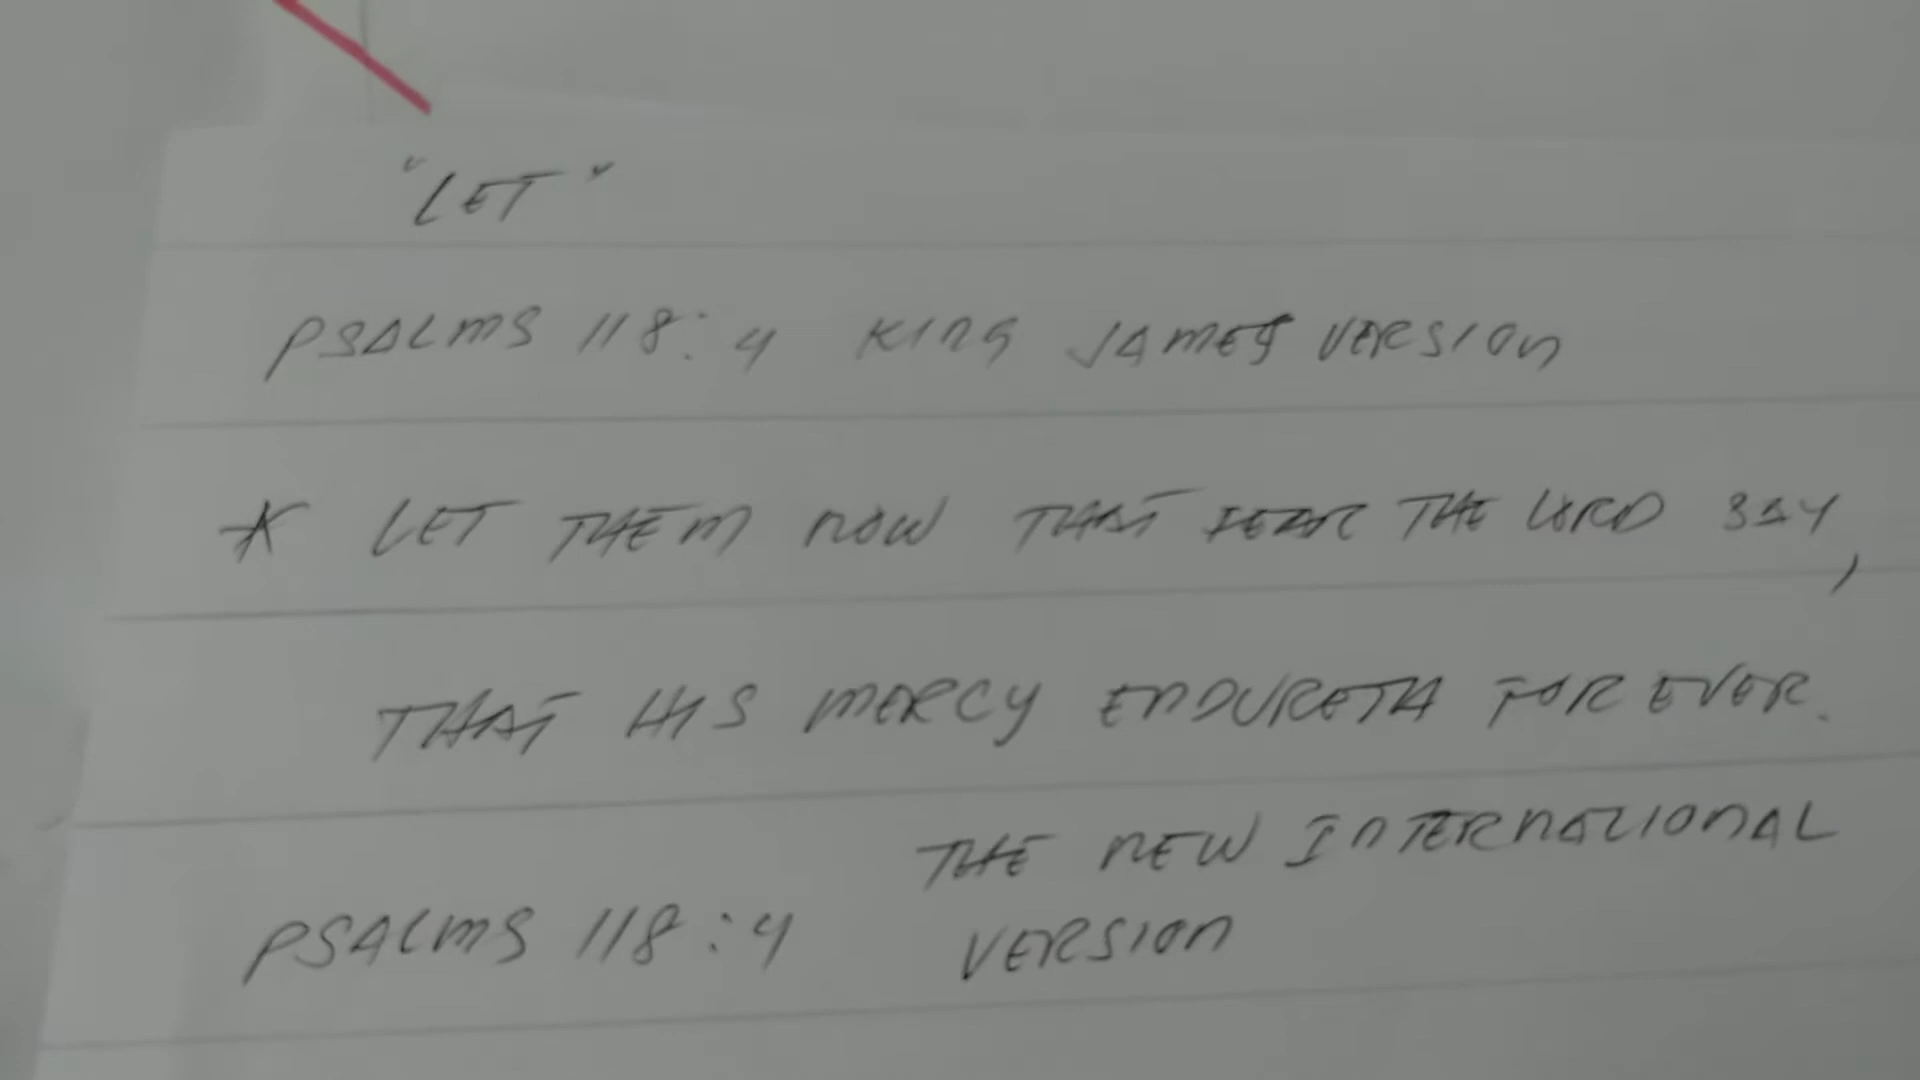 "LET"
PSALMS 118:4 KING JAMES VERSION
* LET THEM NOW THAT FEAR THE LORD SAY,
THAT HIS MERCY ENDURETH FOR EVER.
THE NEW INTERNATIONAL
PSALMS 118:4 VERSION